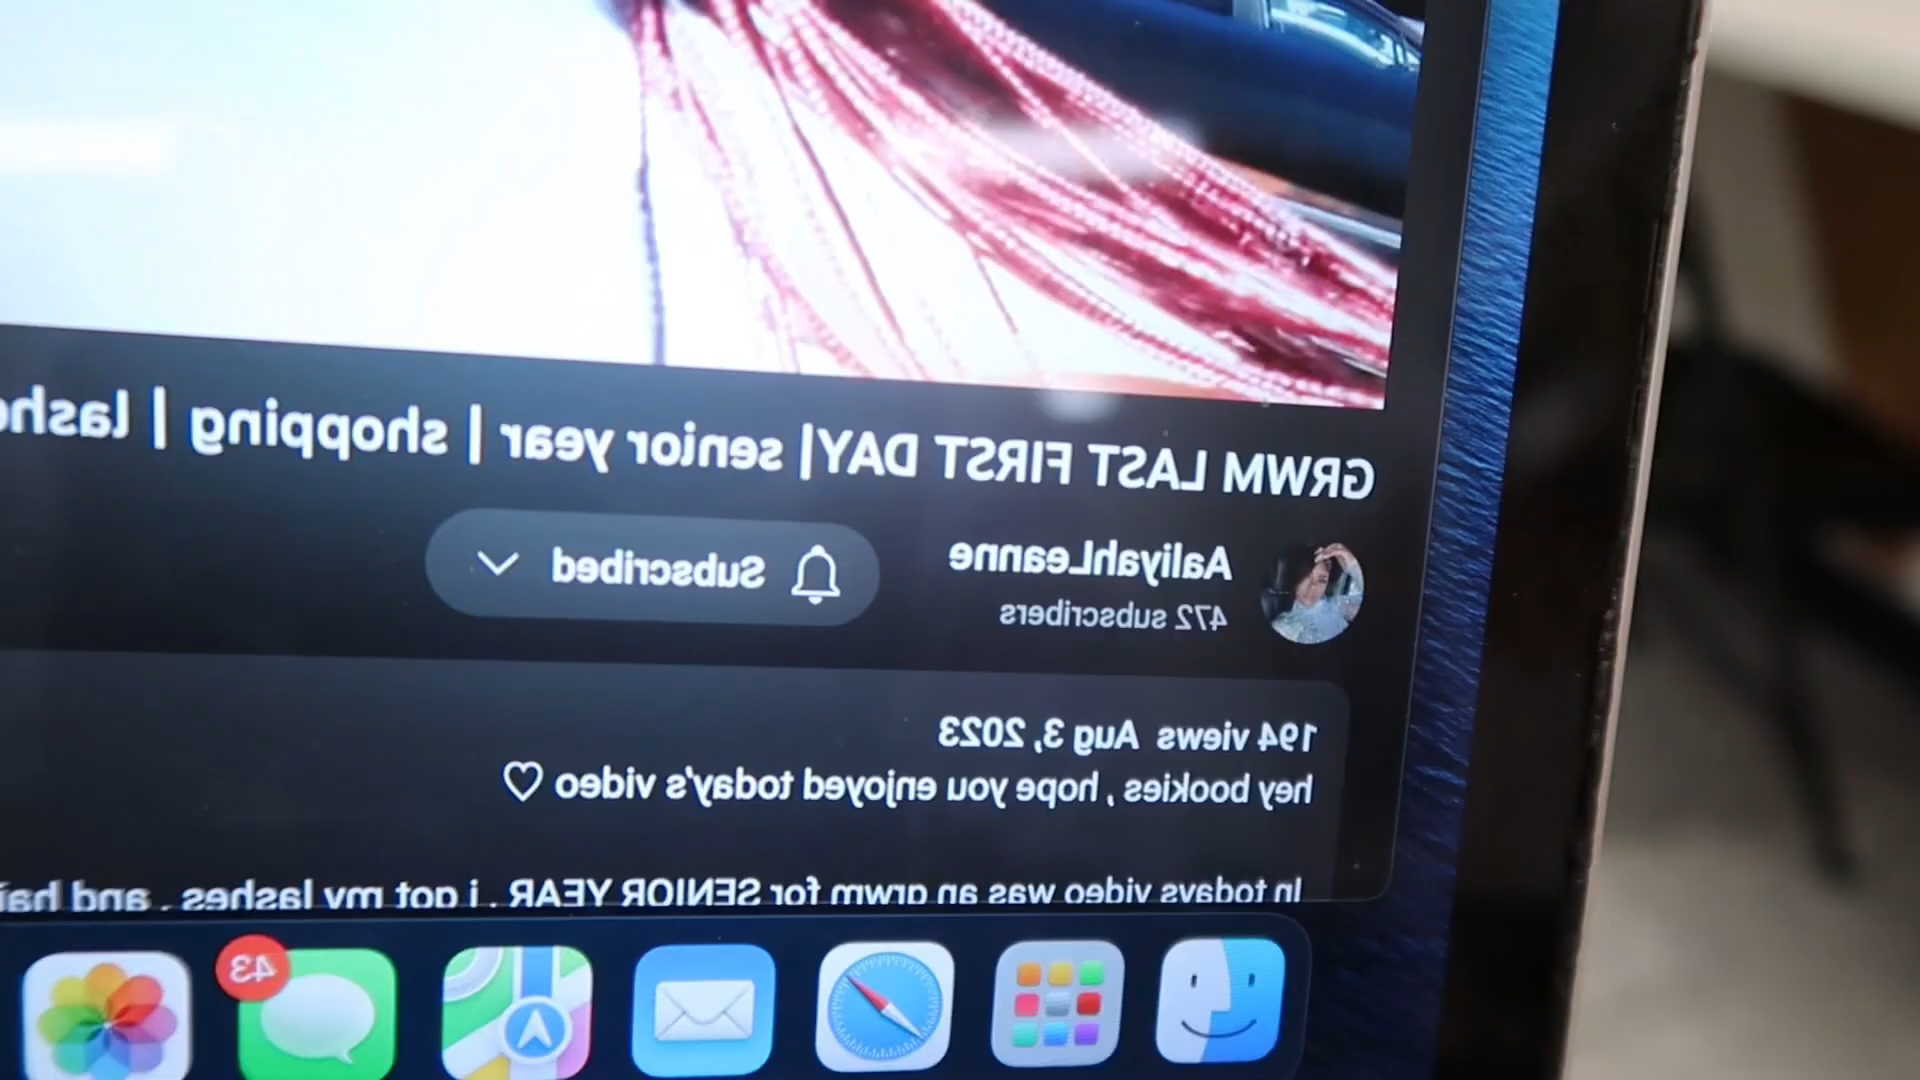 GRWM LAST FIRST DAY| senior year | shopping | lashe
AaliyahLeanne
472 subscribers
Subscribed
194 views Aug 3, 2023
hey bookies , hope you enjoyed today's video ♡
In todays video was an grwm for SENIOR YEAR . i got my lashes , and hai
43